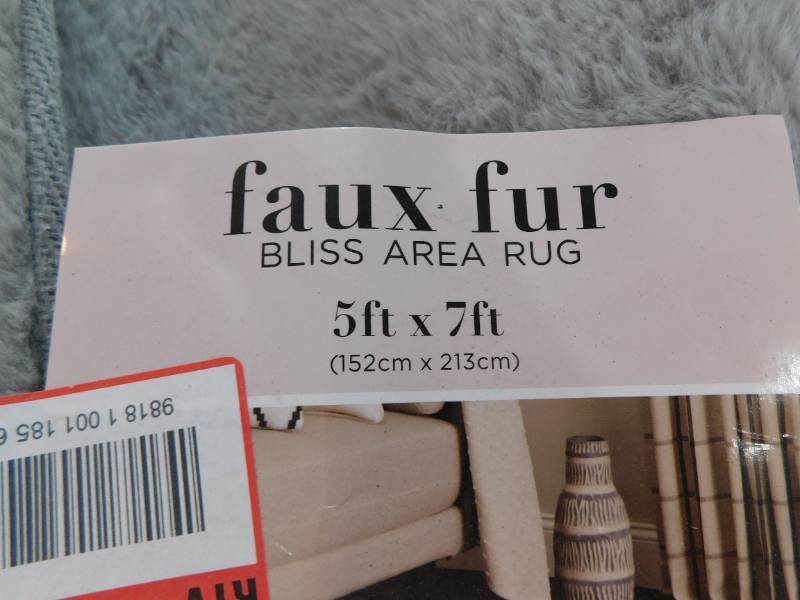 faux fur
BLISS AREA RUG
5ft x 7ft
(152cm x 213cm)
9818 1 001 185 6